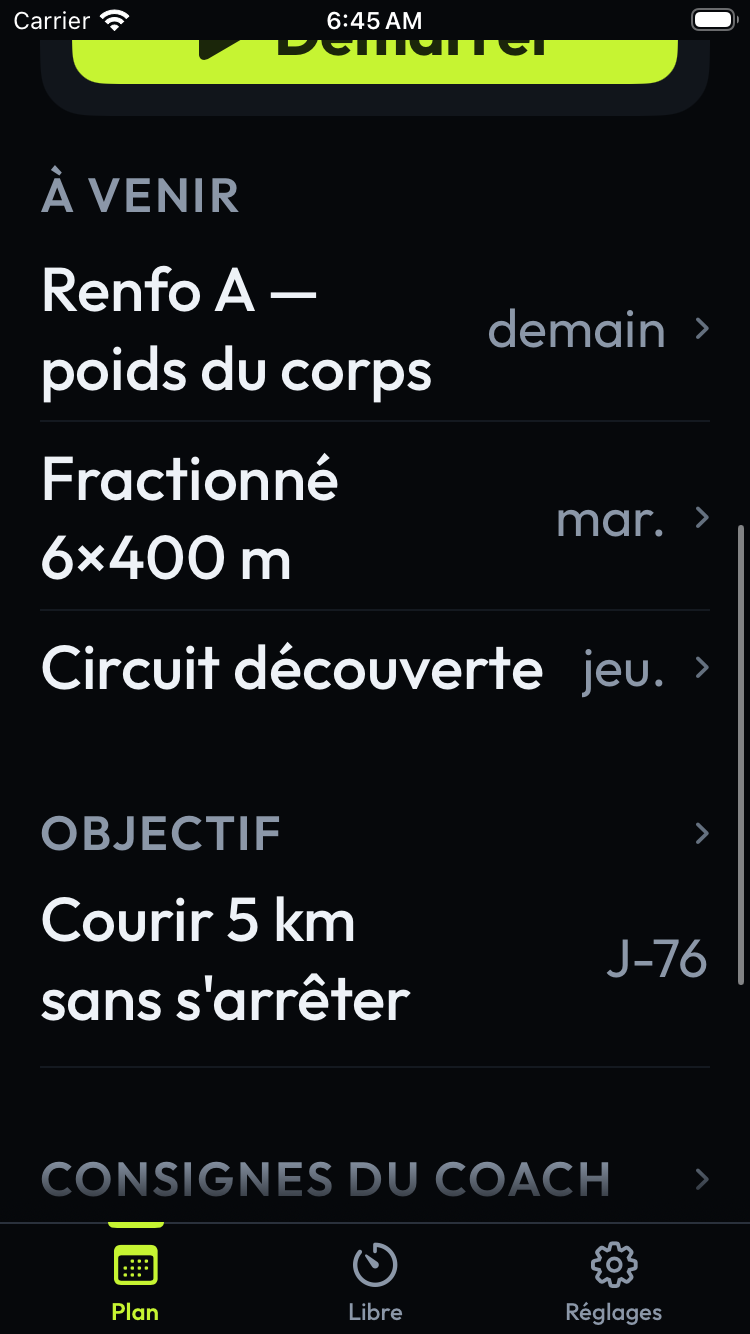 Carrier
6:45 AM
Démarrer
À VENIR
Renfo A —
poids du corps
demain
Fractionné
6×400 m
mar.
Circuit découverte
jeu.
OBJECTIF
Courir 5 km
sans s'arrêter
J-76
CONSIGNES DU COACH
Plan
Libre
Réglages